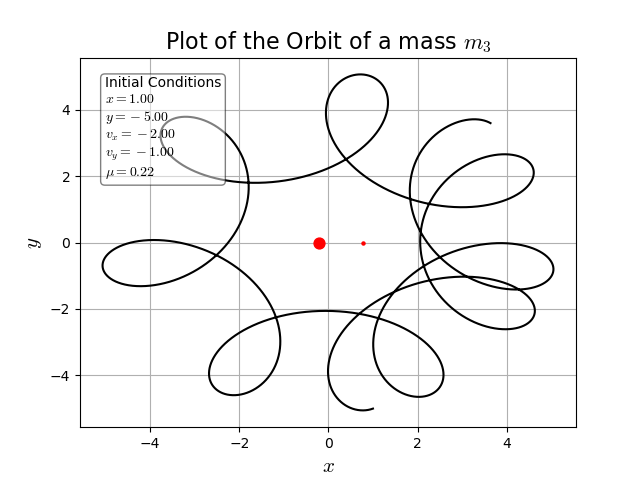 Plot of the Orbit of a mass m₃
Initial Conditions
x = 1.00
y = − 5.00
vₓ = − 2.00
v_y = − 1.00
μ = 0.22
4
2
0
−2
−4
y
−4 −2 0 2 4
x